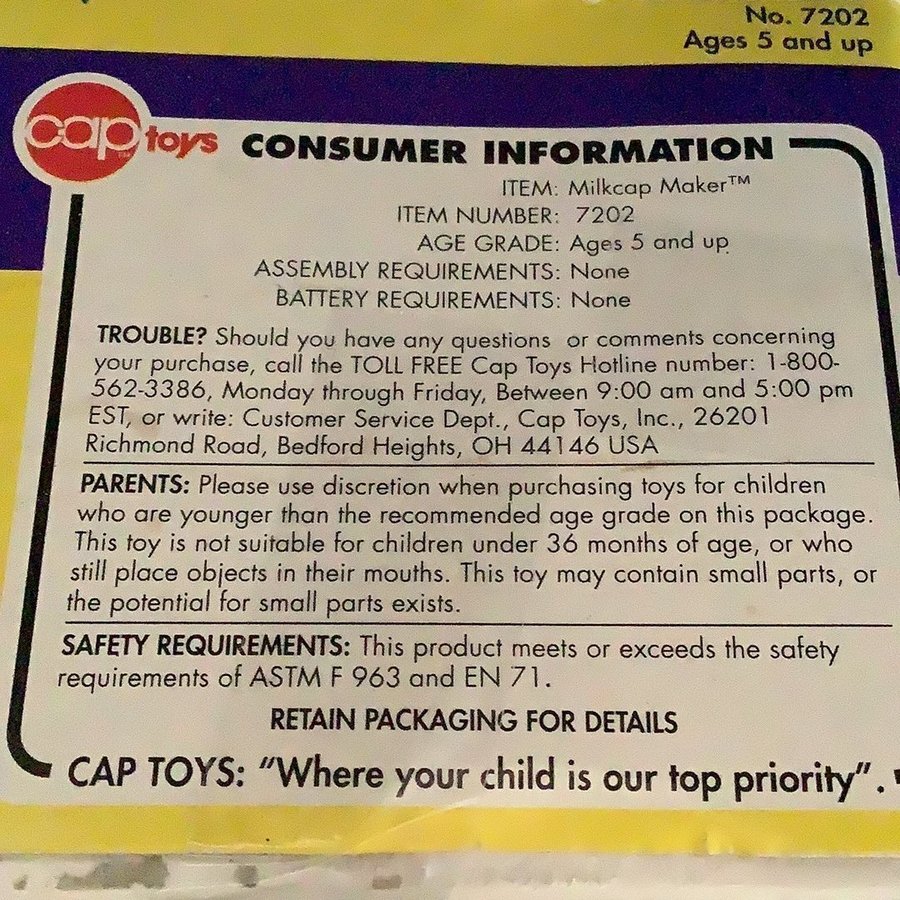 No. 7202
Ages 5 and up
cap toys CONSUMER INFORMATION
ITEM: Milkcap Maker™
ITEM NUMBER: 7202
AGE GRADE: Ages 5 and up
ASSEMBLY REQUIREMENTS: None
BATTERY REQUIREMENTS: None
TROUBLE? Should you have any questions or comments concerning
your purchase, call the TOLL FREE Cap Toys Hotline number: 1-800-
562-3386, Monday through Friday, Between 9:00 am and 5:00 pm
EST, or write: Customer Service Dept., Cap Toys, Inc., 26201
Richmond Road, Bedford Heights, OH 44146 USA
PARENTS: Please use discretion when purchasing toys for children
who are younger than the recommended age grade on this package.
This toy is not suitable for children under 36 months of age, or who
still place objects in their mouths. This toy may contain small parts, or
the potential for small parts exists.
SAFETY REQUIREMENTS: This product meets or exceeds the safety
requirements of ASTM F 963 and EN 71.
RETAIN PACKAGING FOR DETAILS
CAP TOYS: “Where your child is our top priority”.